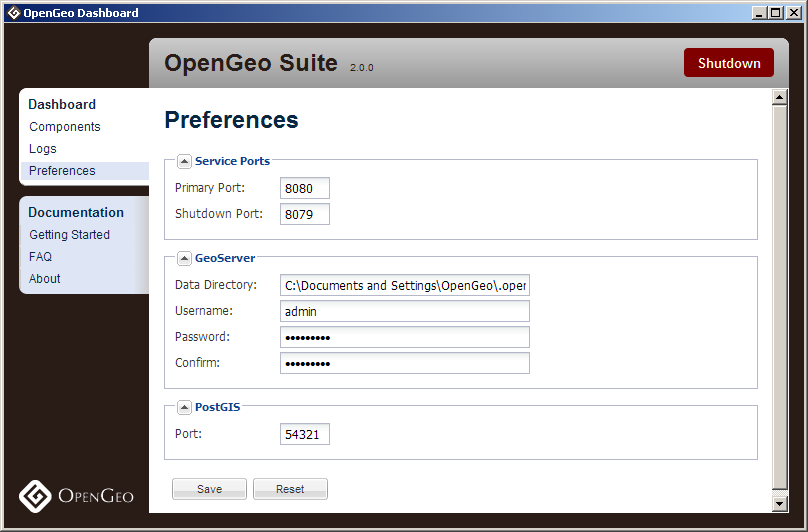 OpenGeo Dashboard
OpenGeo Suite 2.0.0
Shutdown
Dashboard
Components
Logs
Preferences
Documentation
Getting Started
FAQ
About
Preferences
Service Ports
Primary Port: 8080
Shutdown Port: 8079
GeoServer
Data Directory: C:\Documents and Settings\OpenGeo\.oper
Username: admin
Password: •••••••••
Confirm: •••••••••
PostGIS
Port: 54321
Save Reset
OPENGEO